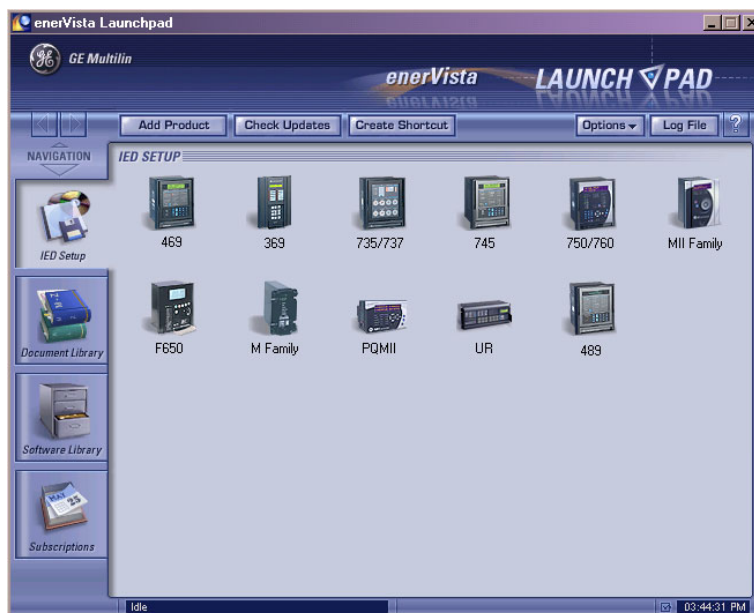 enerVista Launchpad
GE Multilin
enerVista LAUNCH PAD
Add Product Check Updates Create Shortcut Options Log File ?
NAVIGATION
IED SETUP
469 369 735/737 745 750/760 MII Family
IED Setup
F650 M Family PQMII UR 489
Document Library
Software Library
MAY
25
Subscriptions
Idle 03:44:31 PM